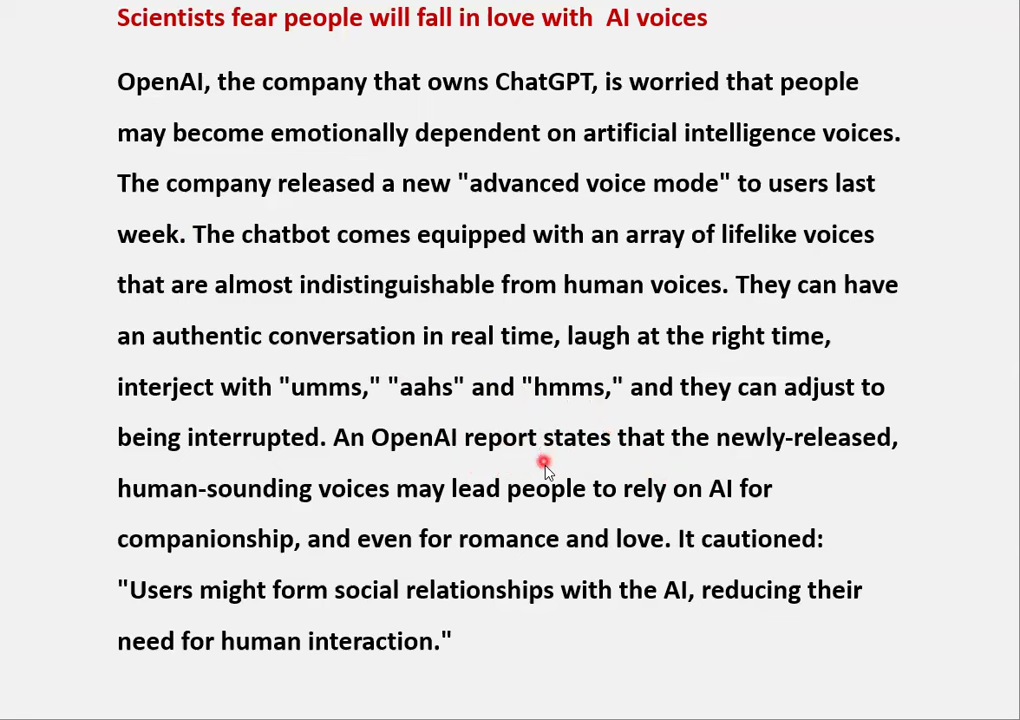 Scientists fear people will fall in love with  AI voices
OpenAI, the company that owns ChatGPT, is worried that people
may become emotionally dependent on artificial intelligence voices.
The company released a new "advanced voice mode" to users last
week. The chatbot comes equipped with an array of lifelike voices
that are almost indistinguishable from human voices. They can have
an authentic conversation in real time, laugh at the right time,
interject with "umms," "aahs" and "hmms," and they can adjust to
being interrupted. An OpenAI report states that the newly-released,
human-sounding voices may lead people to rely on AI for
companionship, and even for romance and love. It cautioned:
"Users might form social relationships with the AI, reducing their
need for human interaction."